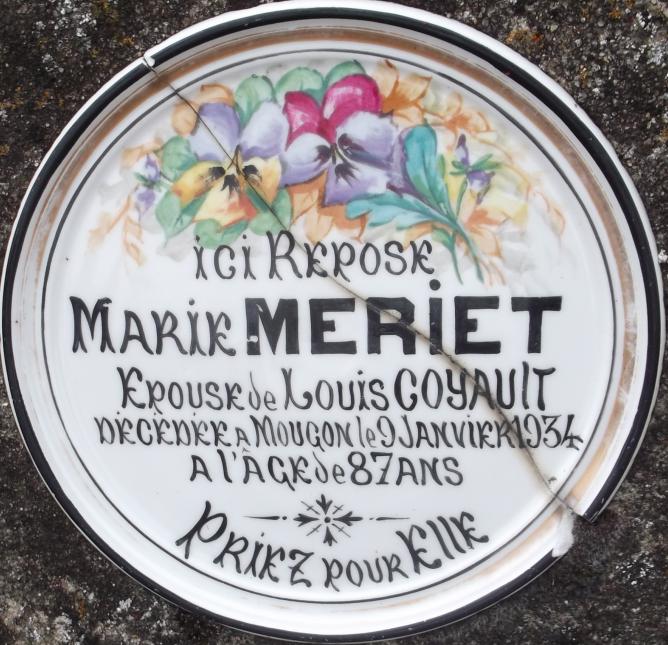 ici Repose
Marie MERiET
Epouse de Louis COYAULT
DÉCÉDÉE A MOUGON le 9 JANVIER 1934
A l'ÂGE de 87 ANS
PRIEZ POUR ElLE